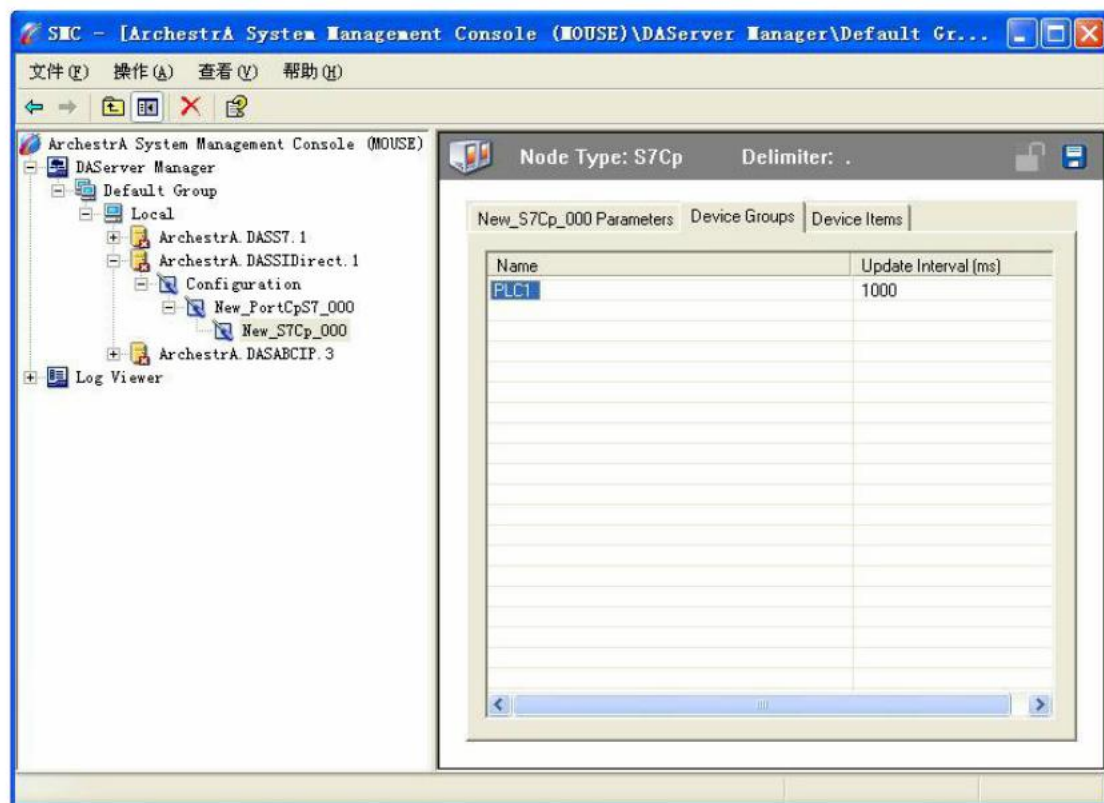 SMC - [ArchestrA System Management Console (MOUSE)\DAServer Manager\Default Gr...
文件(F) 操作(A) 查看(V) 帮助(H)
ArchestrA System Management Console (MOUSE)
DAServer Manager
Default Group
Local
ArchestrA.DASS7.1
ArchestrA.DASSIDirect.1
Configuration
New_PortCpS7_000
New_S7Cp_000
ArchestrA.DASABCIP.3
Log Viewer
Node Type: S7Cp Delimiter: .
New_S7Cp_000 Parameters Device Groups Device Items
Name Update Interval (ms)
PLC1 1000